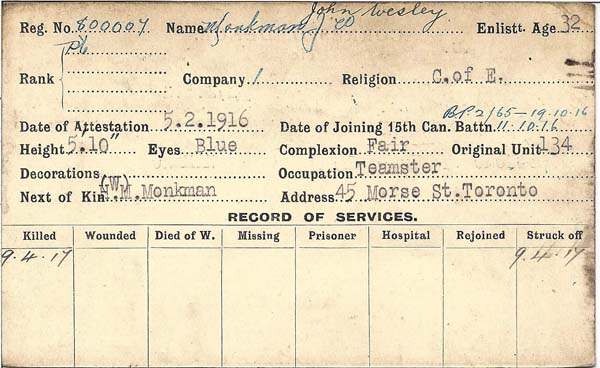 John Wesley
Reg. No. 800007 Name Monkman, J. W. Enlistt. Age 32
Pte
Rank Company 1 Religion C.of E.
B.P. 2/65-19.10.16
Date of Attestation 5.2.1916 Date of Joining 15th Can. Battn. 11.10.16
Height 5.10" Eyes Blue Complexion Fair Original Unit 134
Decorations Occupation Teamster
Next of Kin (W) M. Monkman Address 45 Morse St.Toronto
RECORD OF SERVICES.
Killed Wounded Died of W. Missing Prisoner Hospital Rejoined Struck off
9.4.17 9.4.17